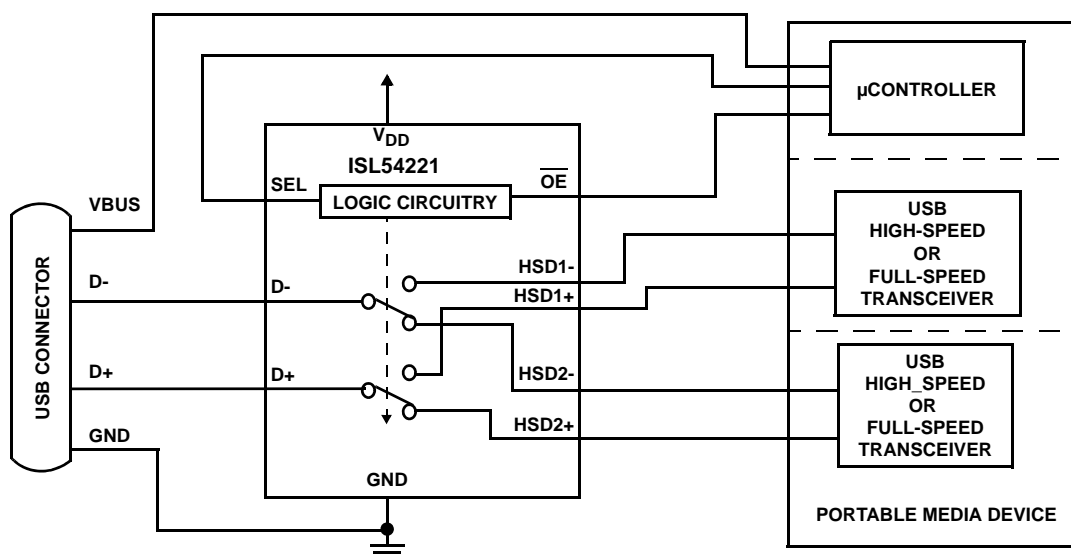 µCONTROLLER
VDD
ISL54221
SEL
OE
LOGIC CIRCUITRY
VBUS
USB CONNECTOR
D-
D-
D+
D+
GND
GND
HSD1-
HSD1+
HSD2-
HSD2+
USB
HIGH-SPEED
OR
FULL-SPEED
TRANSCEIVER
USB
HIGH_SPEED
OR
FULL-SPEED
TRANSCEIVER
PORTABLE MEDIA DEVICE